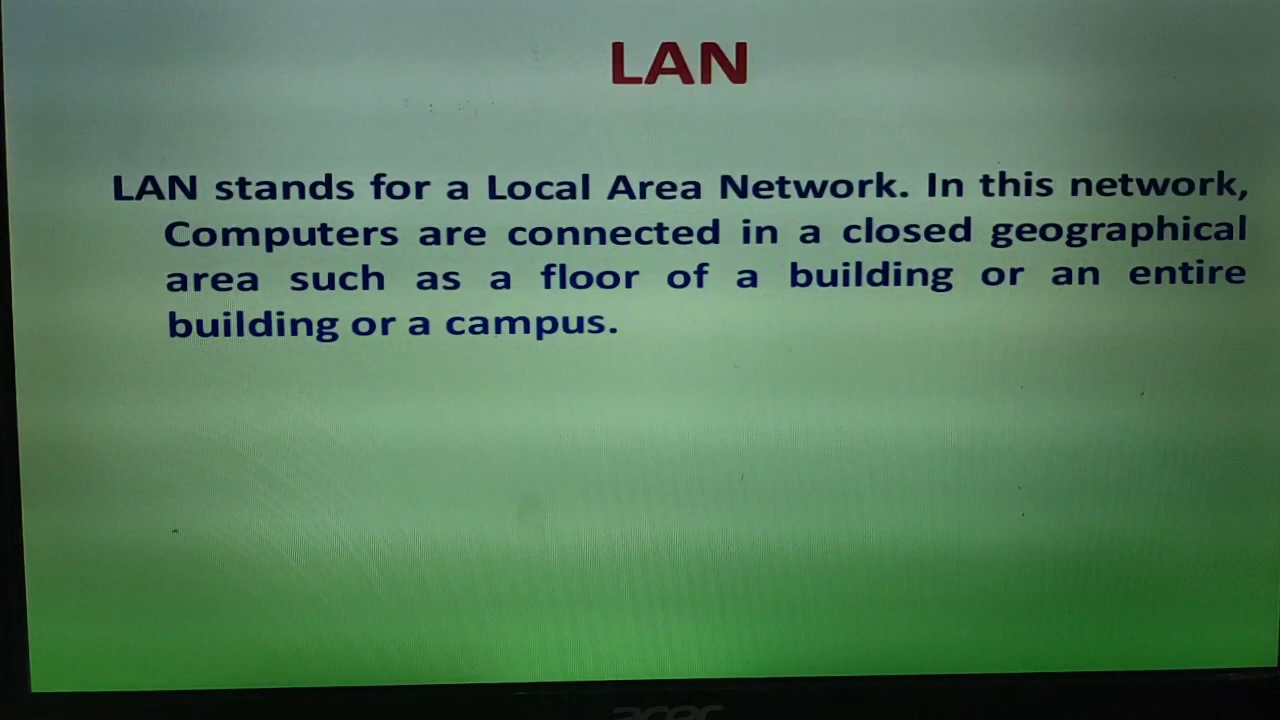 LAN
LAN stands for a Local Area Network. In this network,
Computers are connected in a closed geographical
area such as a floor of a building or an entire
building or a campus.
acer